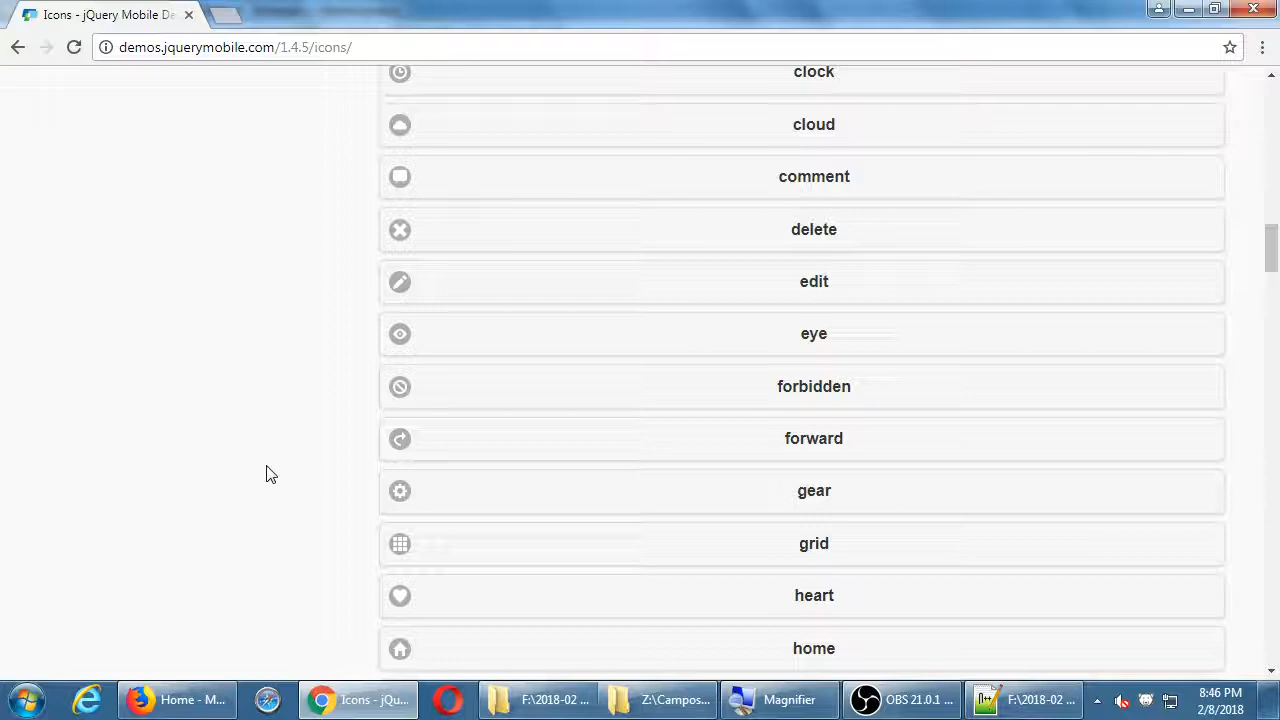 Icons - jQuery Mobile De
demos.jquerymobile.com/1.4.5/icons/
clock
cloud
comment
delete
edit
eye
forbidden
forward
gear
grid
heart
home
Home - M...
Icons - jQu...
F:\2018-02 ...
Z:\Campos...
Magnifier
OBS 21.0.1 ...
F:\2018-02 ...
8:46 PM
2/8/2018